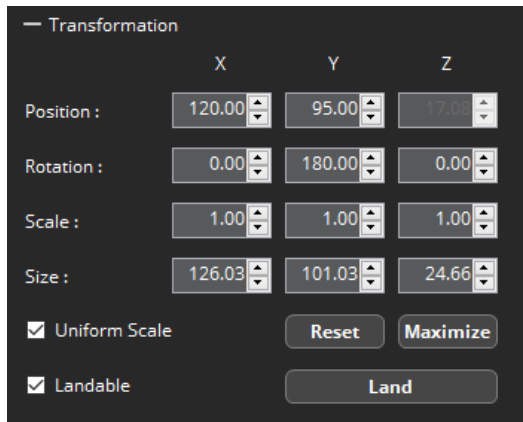 Transformation
X Y Z
Position : 120.00 95.00 17.08
Rotation : 0.00 180.00 0.00
Scale : 1.00 1.00 1.00
Size : 126.03 101.03 24.66
Uniform Scale Reset Maximize
Landable Land